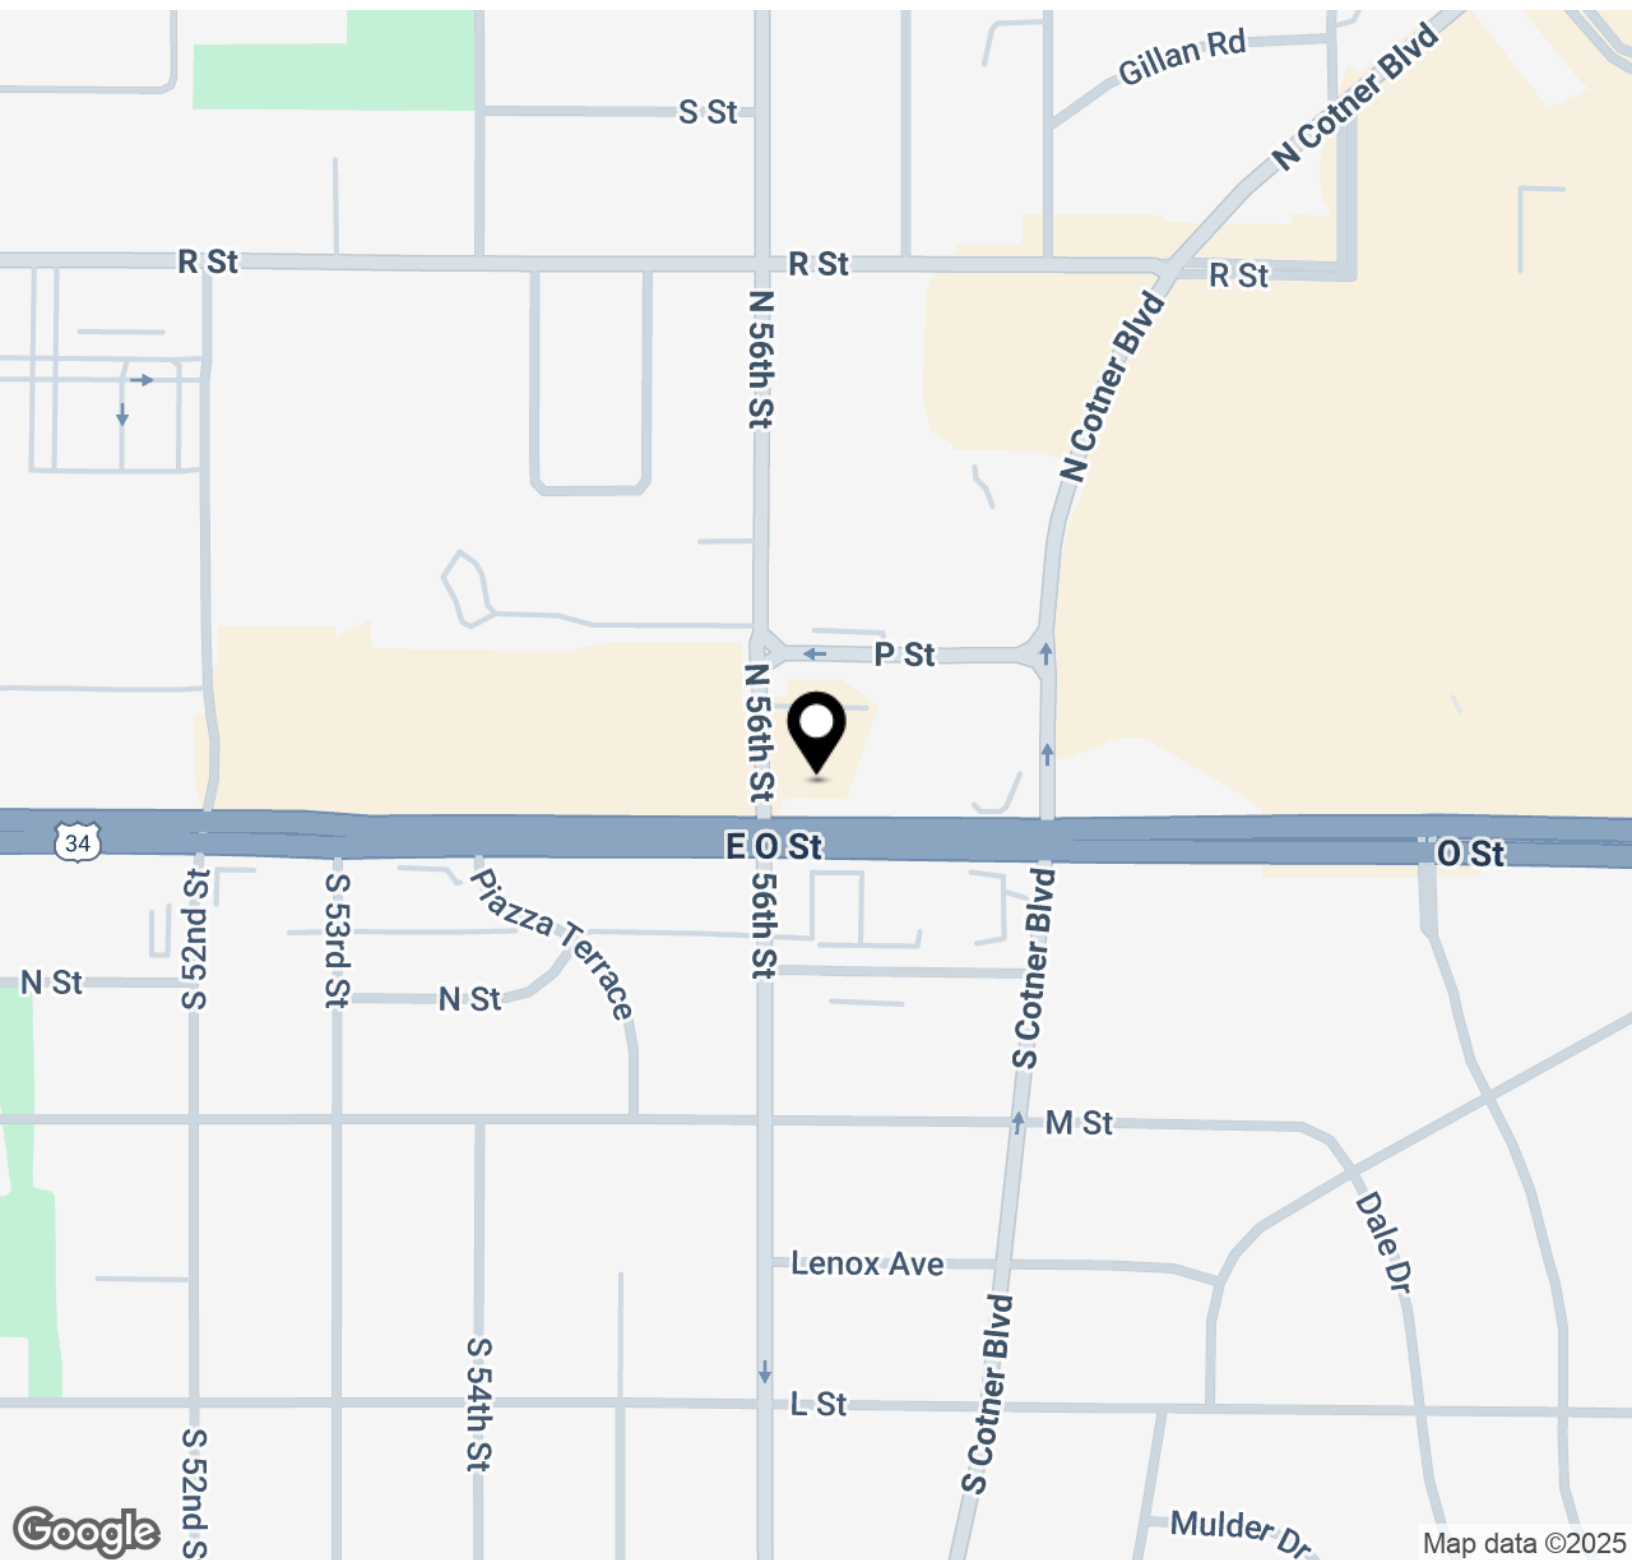 Gillan Rd
N Cotner Blvd
S St
R St
R St
R St
N 56th St
N Cotner Blvd
P St
N 56th St
34
E O St
O St
S 52nd St
S 53rd St
Piazza Terrace
56th St
S Cotner Blvd
N St
N St
M St
Dale Dr
Lenox Ave
S Cotner Blvd
S 54th St
L St
S 52nd S
Mulder Dr
Google
Map data ©2025